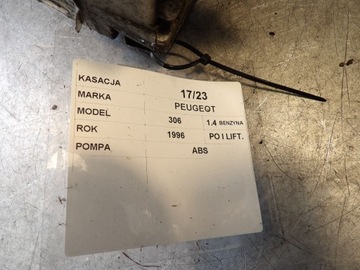 KASACJA 17/23
MARKA PEUGEOT
MODEL 306 1.4 BENZYNA
ROK 1996 PO I LIFT.
POMPA ABS